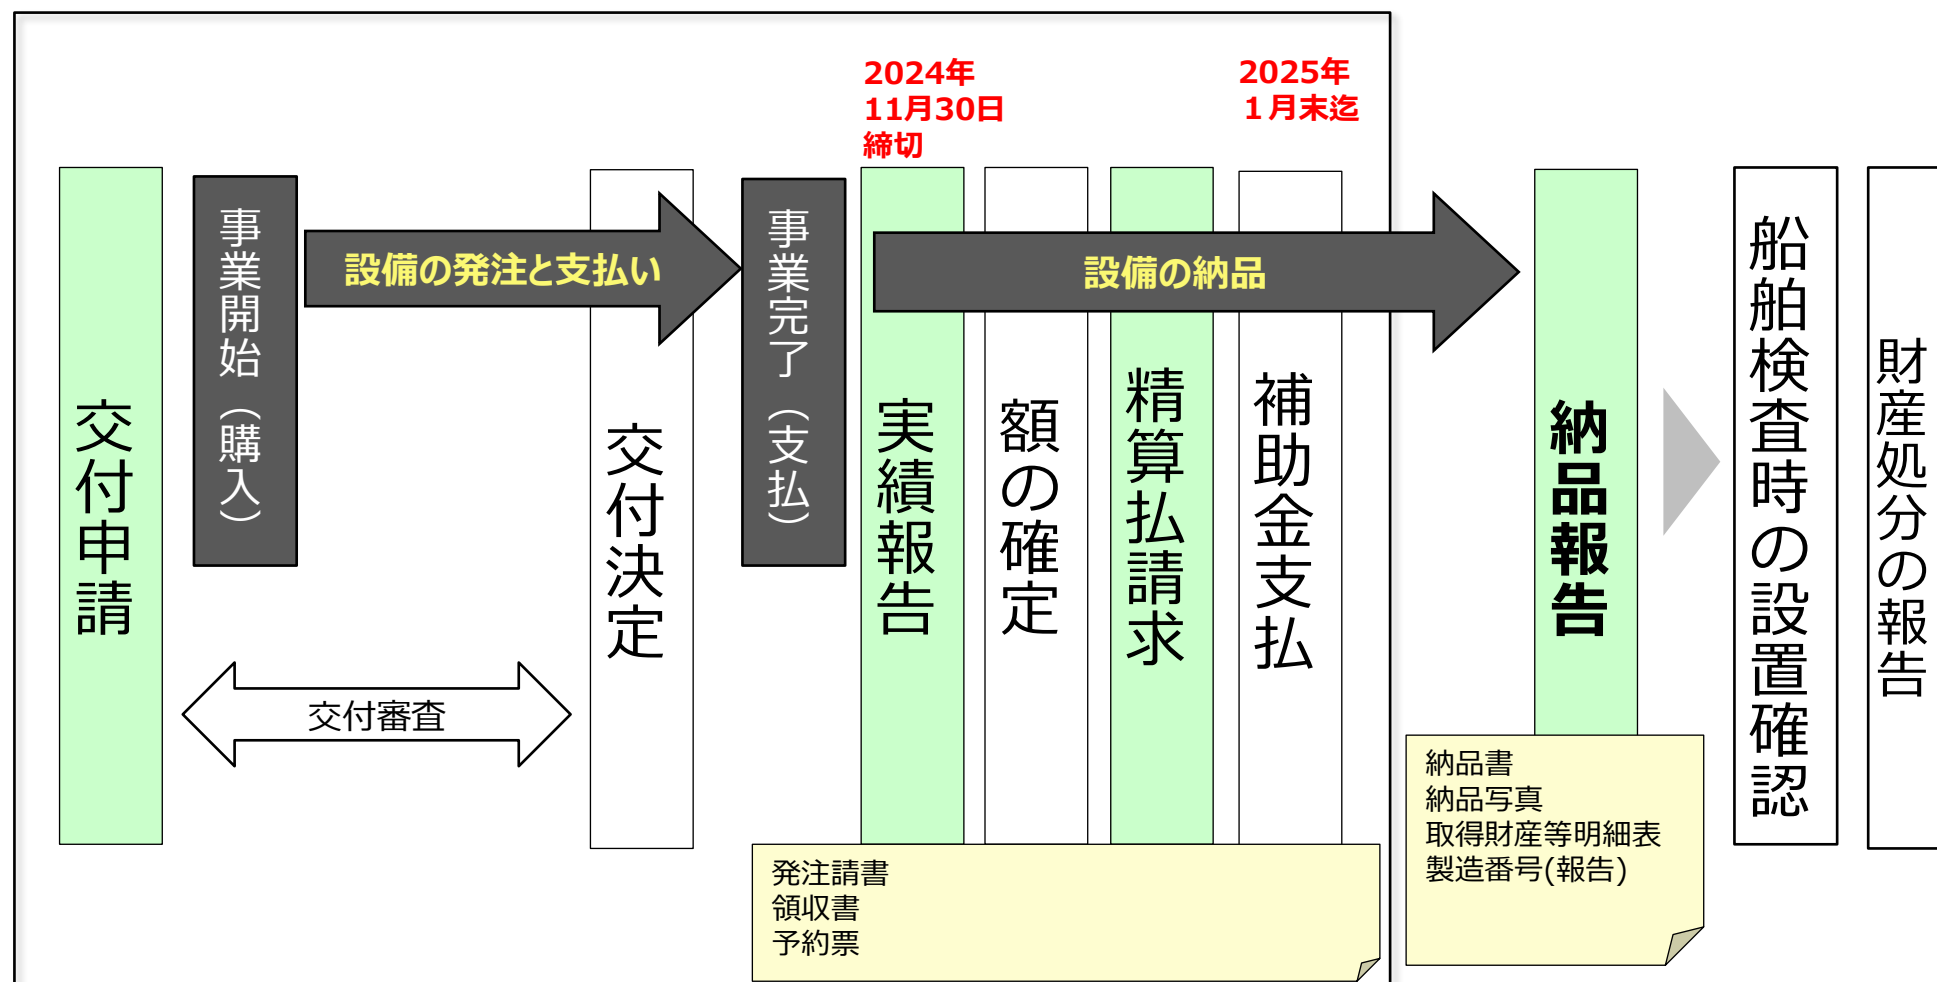 2024年
11月30日
締切
2025年
１月末迄
交付申請
事業開始（購入）
設備の発注と支払い
交付審査
交付決定
事業完了（支払）
実績報告
額の確定
精算払請求
補助金支払
設備の納品
発注請書
領収書
予約票
納品報告
納品書
納品写真
取得財産等明細表
製造番号(報告)
船舶検査時の設置確認
財産処分の報告